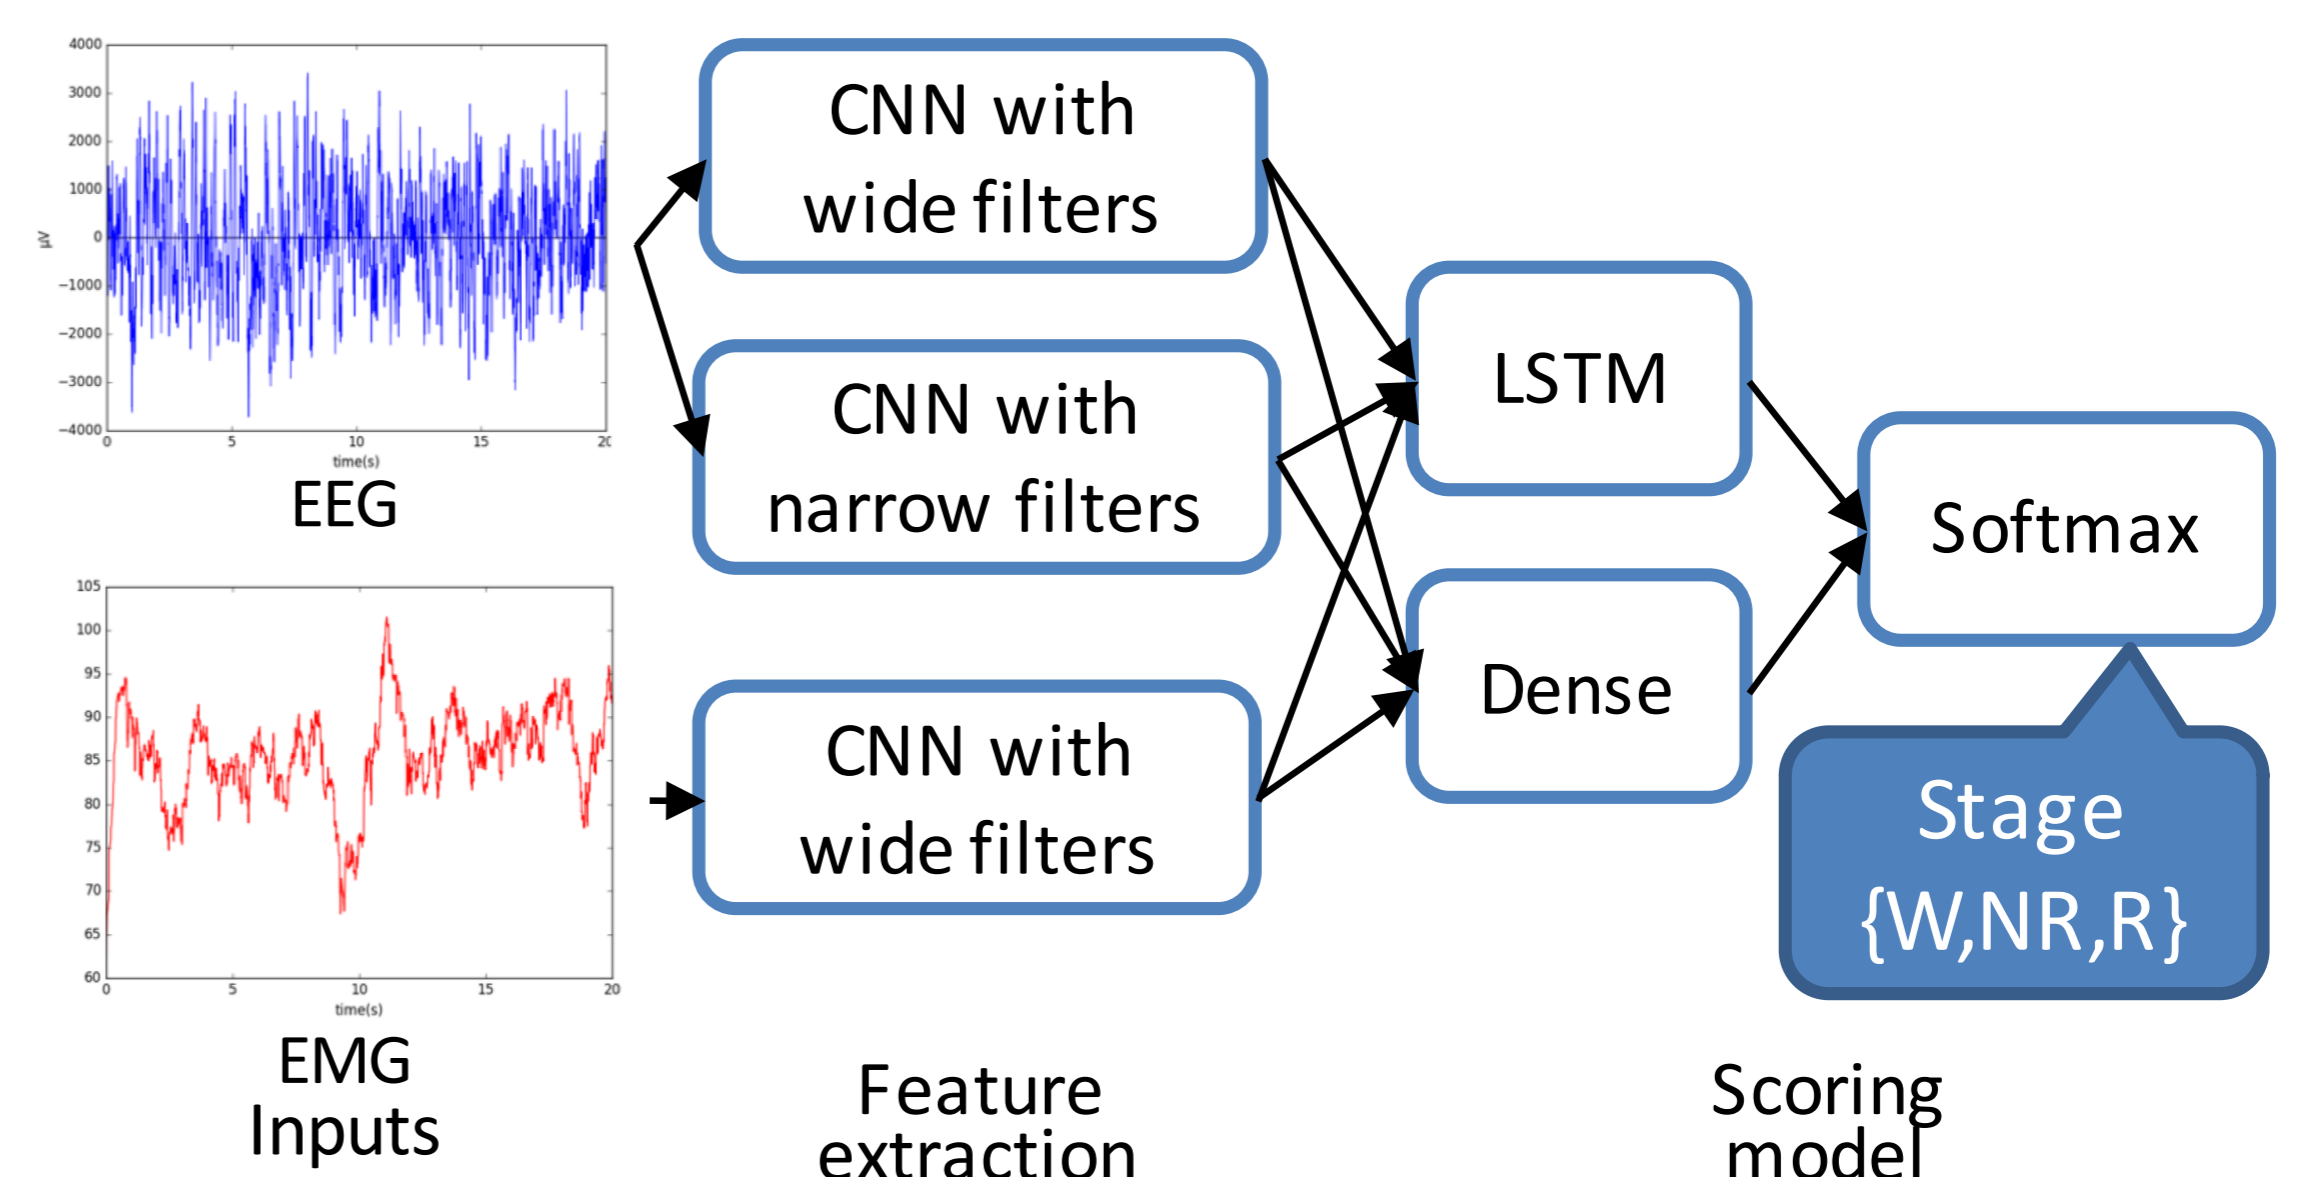 4000
3000
2000
1000
0
−1000
−2000
−3000
−4000
µV
0 5 10 15 20
time(s)
EEG
105
100
95
90
85
80
75
70
65
60
0 5 10 15 20
time(s)
EMG
Inputs
CNN with
wide filters
CNN with
narrow filters
CNN with
wide filters
Feature
extraction
LSTM
Dense
Softmax
Stage
{W,NR,R}
Scoring
model